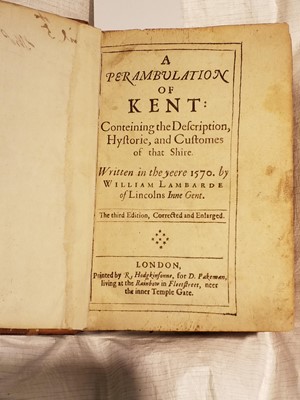 A
PERAMBULATION
OF
KENT:
Conteining the Description,
Hystorie, and Customes
of that Shire.
Written in the yeere 1570. by
WILLIAM LAMBARDE
of Lincolns Inne Gent.
The third Edition, Corrected and Enlarged.
LONDON,
Printed by R. Hodgkinsonne, for D. Pakeman,
living at the Rainbow in Fleetstreet, neer
the inner Temple Gate.